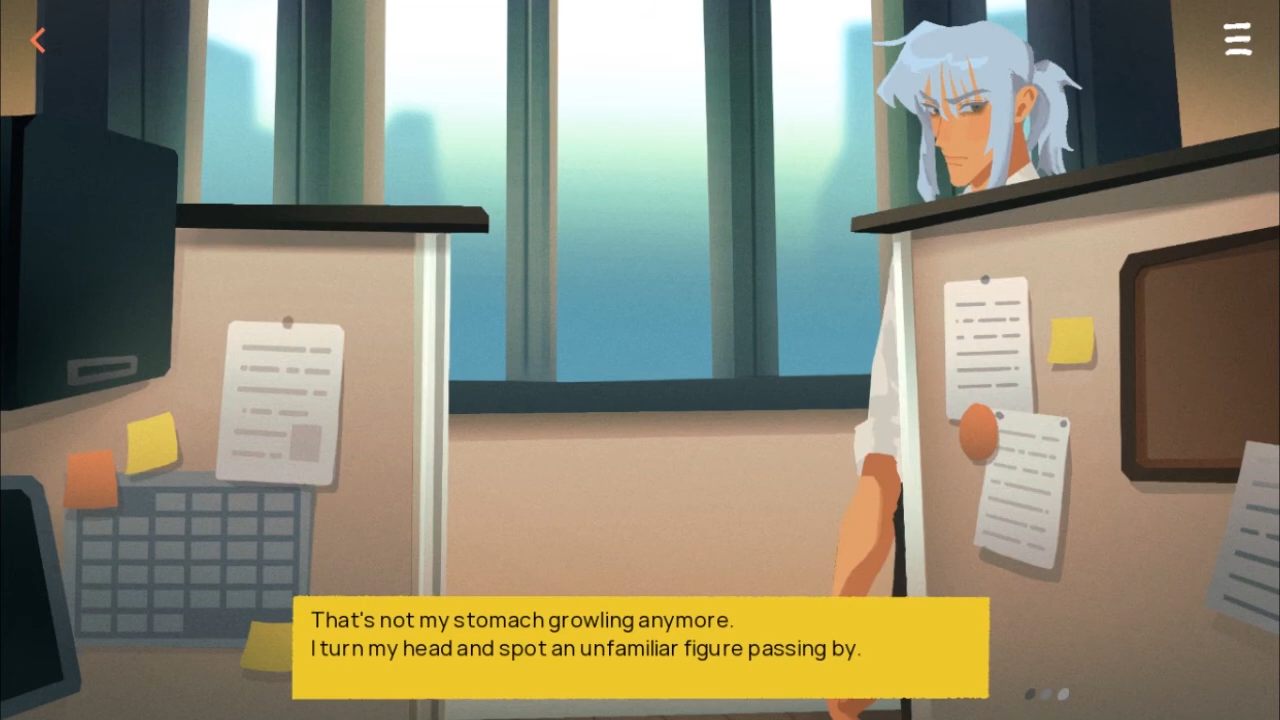 That's not my stomach growling anymore.
I turn my head and spot an unfamiliar figure passing by.